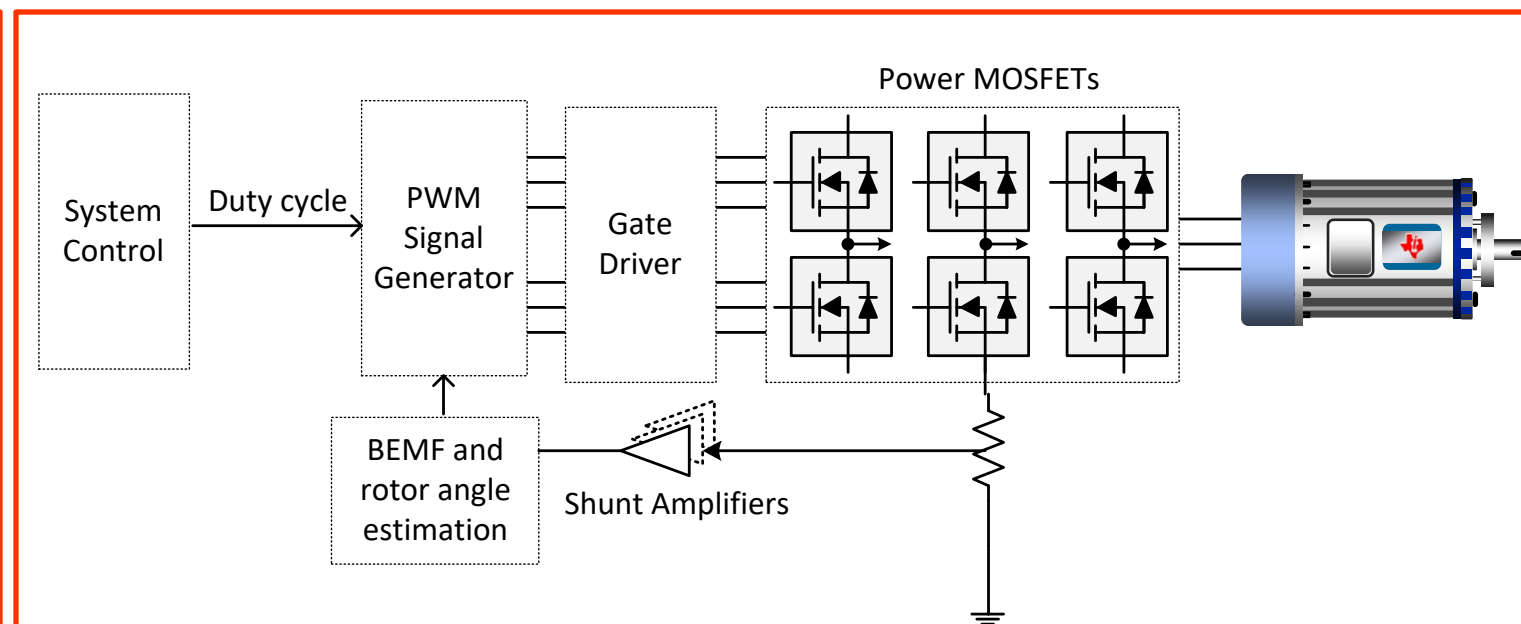 Power MOSFETs
System
Control
Duty cycle
PWM
Signal
Generator
Gate
Driver
BEMF and
rotor angle
estimation
Shunt Amplifiers